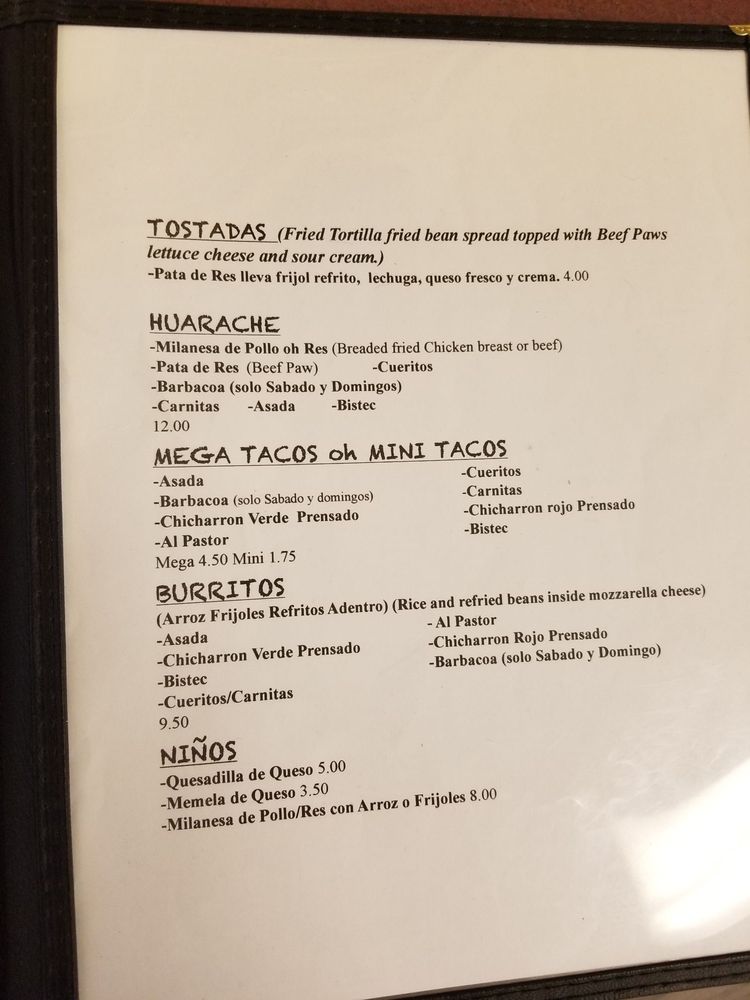 TOSTADAS (Fried Tortilla fried bean spread topped with Beef Paws
lettuce cheese and sour cream.)
-Pata de Res lleva frijol refrito, lechuga, queso fresco y crema. 4.00
HUARACHE
-Milanesa de Pollo oh Res (Breaded fried Chicken breast or beef)
-Pata de Res (Beef Paw) -Cueritos
-Barbacoa (solo Sabado y Domingos)
-Carnitas -Asada -Bistec
12.00
MEGA TACOS oh MINI TACOS
-Asada -Cueritos
-Barbacoa (solo Sabado y domingos) -Carnitas
-Chicharron Verde Prensado -Chicharron rojo Prensado
-Al Pastor -Bistec
Mega 4.50 Mini 1.75
BURRITOS
(Arroz Frijoles Refritos Adentro) (Rice and refried beans inside mozzarella cheese)
-Asada - Al Pastor
-Chicharron Verde Prensado -Chicharron Rojo Prensado
-Bistec -Barbacoa (solo Sabado y Domingo)
-Cueritos/Carnitas
9.50
NIÑOS
-Quesadilla de Queso 5.00
-Memela de Queso 3.50
-Milanesa de Pollo/Res con Arroz o Frijoles 8.00